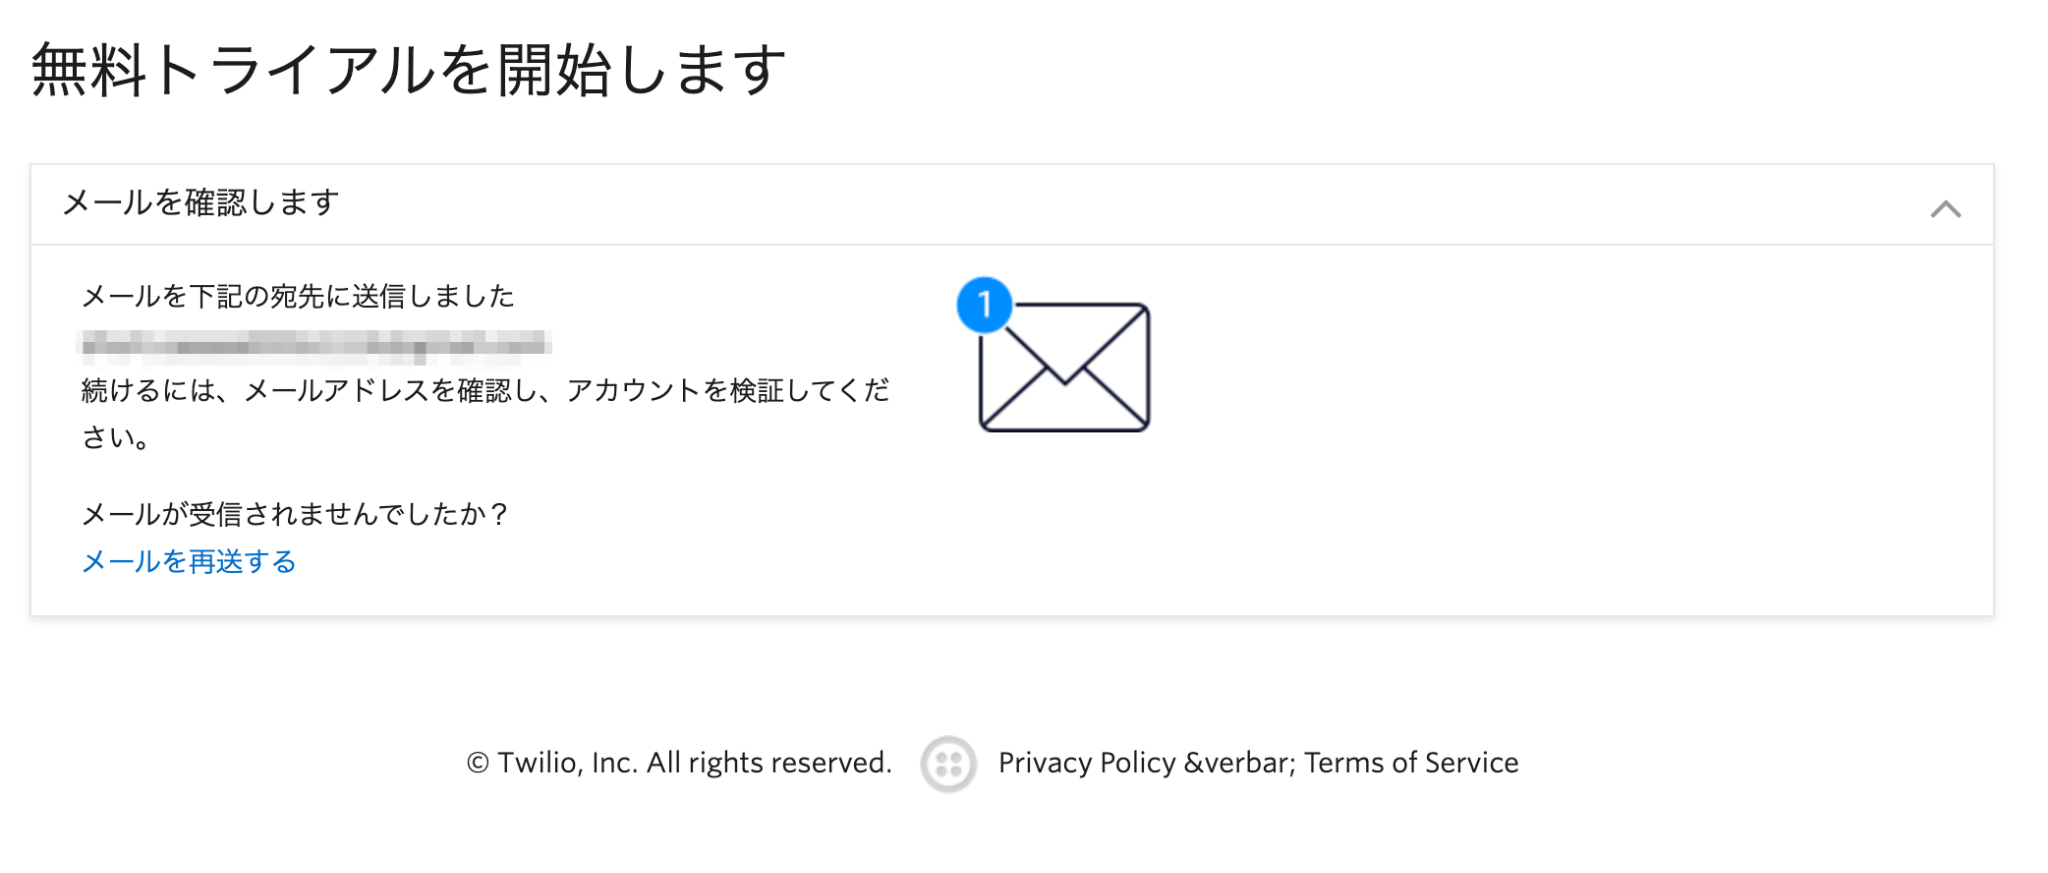 無料トライアルを開始します
メールを確認します
メールを下記の宛先に送信しました
続けるには、メールアドレスを確認し、アカウントを検証してくだ
さい。
メールが受信されませんでしたか？
メールを再送する
1
© Twilio, Inc. All rights reserved. Privacy Policy &verbar; Terms of Service